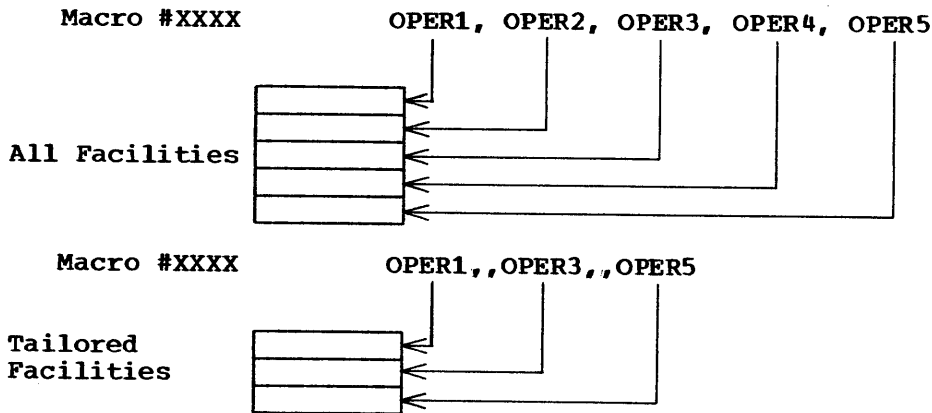 Macro #XXXX OPER1, OPER2, OPER3, OPER4, OPER5
All Facilities
Macro #XXXX OPER1,,OPER3,,OPER5
Tailored
Facilities